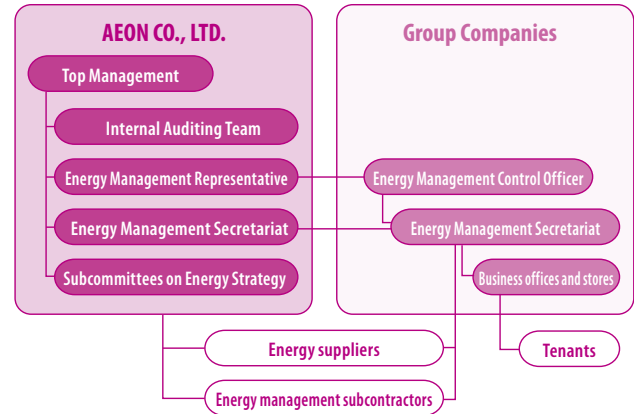 AEON CO., LTD.
Top Management
Internal Auditing Team
Energy Management Representative
Energy Management Secretariat
Subcommittees on Energy Strategy
Group Companies
Energy Management Control Officer
Energy Management Secretariat
Business offices and stores
Energy suppliers
Tenants
Energy management subcontractors